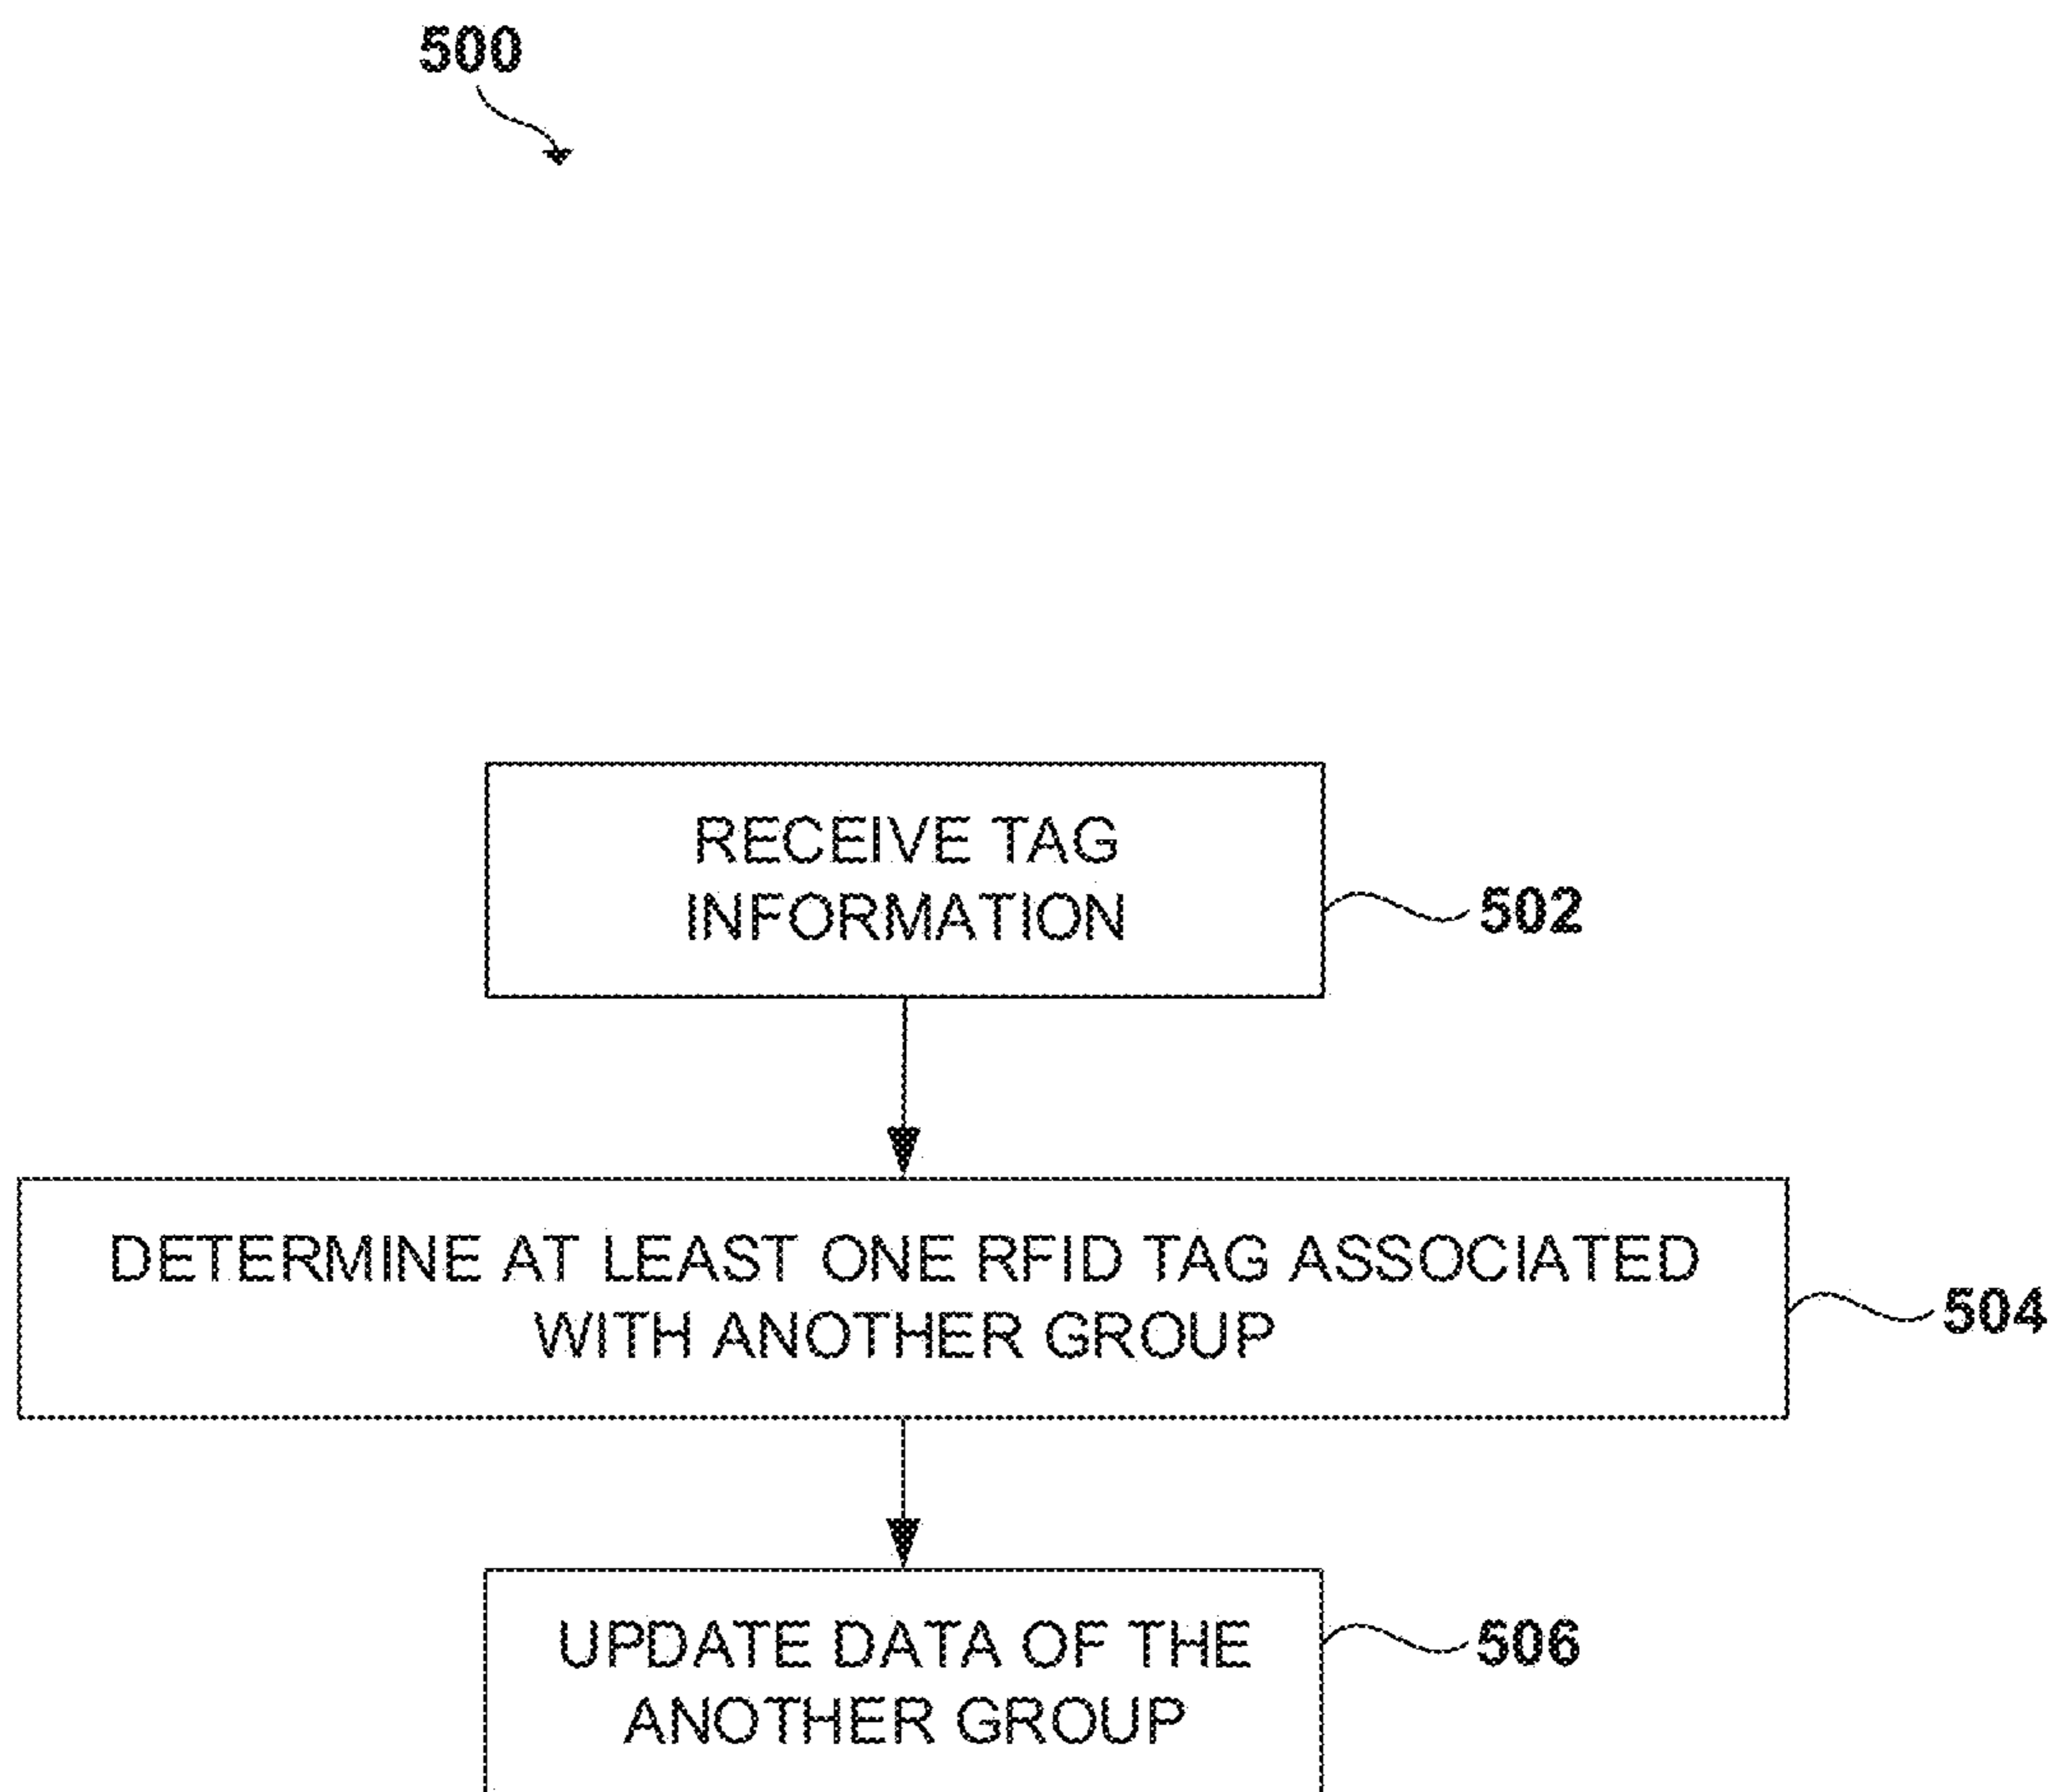 500
RECEIVE TAG
INFORMATION
502
DETERMINE AT LEAST ONE RFID TAG ASSOCIATED
WITH ANOTHER GROUP
504
UPDATE DATA OF THE
ANOTHER GROUP
506